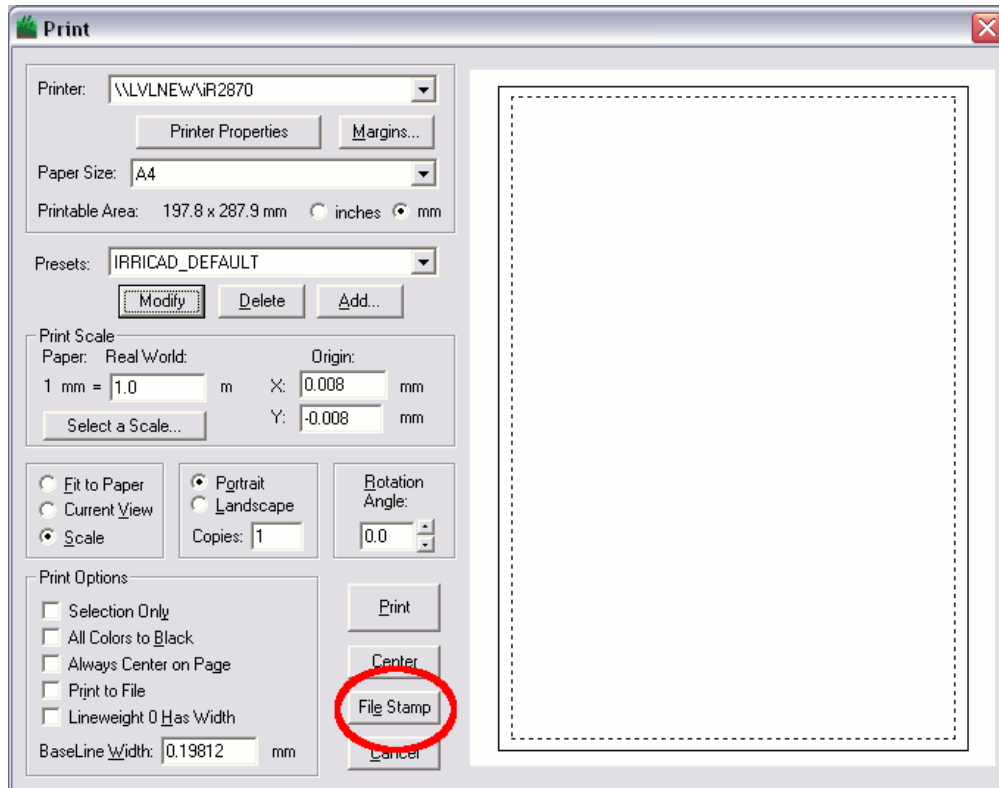 Print
Printer: \\LVLNEW\iR2870
Printer Properties Margins...
Paper Size: A4
Printable Area: 197.8 x 287.9 mm inches mm
Presets: IRRICAD_DEFAULT
Modify Delete Add...
Print Scale
Paper: Real World: Origin:
1 mm = 1.0 m X: 0.008 mm
Select a Scale... Y: -0.008 mm
Fit to Paper
Current View
Scale
Portrait
Landscape
Copies: 1
Rotation
Angle:
0.0
Print Options
Selection Only
All Colors to Black
Always Center on Page
Print to File
Lineweight 0 Has Width
BaseLine Width: 0.19812 mm
Print
Center
File Stamp
Cancel